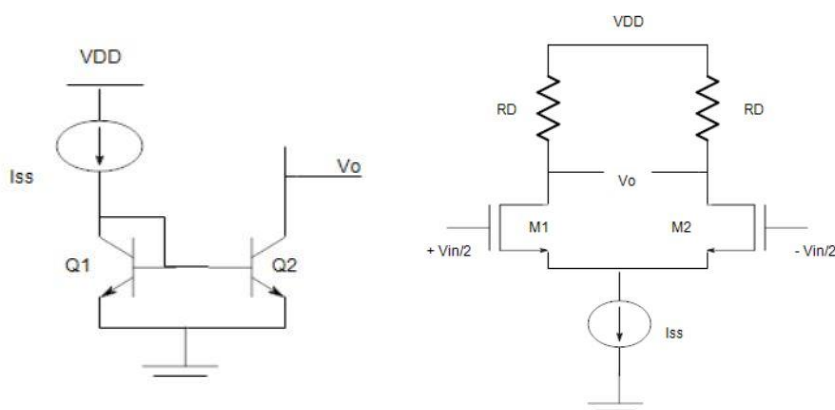 VDD
Iss
Vo
Q1
Q2
VDD
RD
RD
Vo
M1
M2
+ Vin/2
- Vin/2
Iss